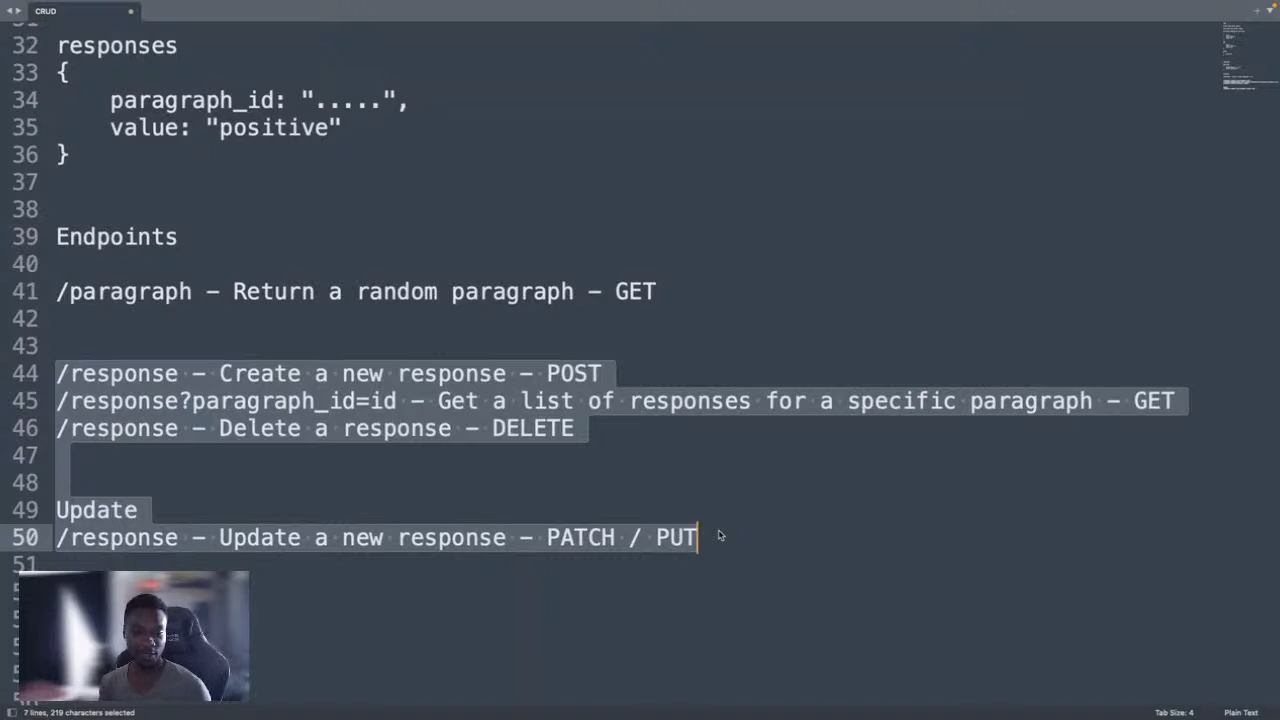 CRUD
32 responses
33 {
34 paragraph_id: ".....",
35 value: "positive"
36 }
37
38
39 Endpoints
40
41 /paragraph – Return a random paragraph – GET
42
43
44 /response – Create a new response – POST
45 /response?paragraph_id=id – Get a list of responses for a specific paragraph – GET
46 /response – Delete a response – DELETE
47
48
49 Update
50 /response – Update a new response – PATCH / PUT
51
7 lines, 219 characters selected
Tab Size: 4
Plain Text